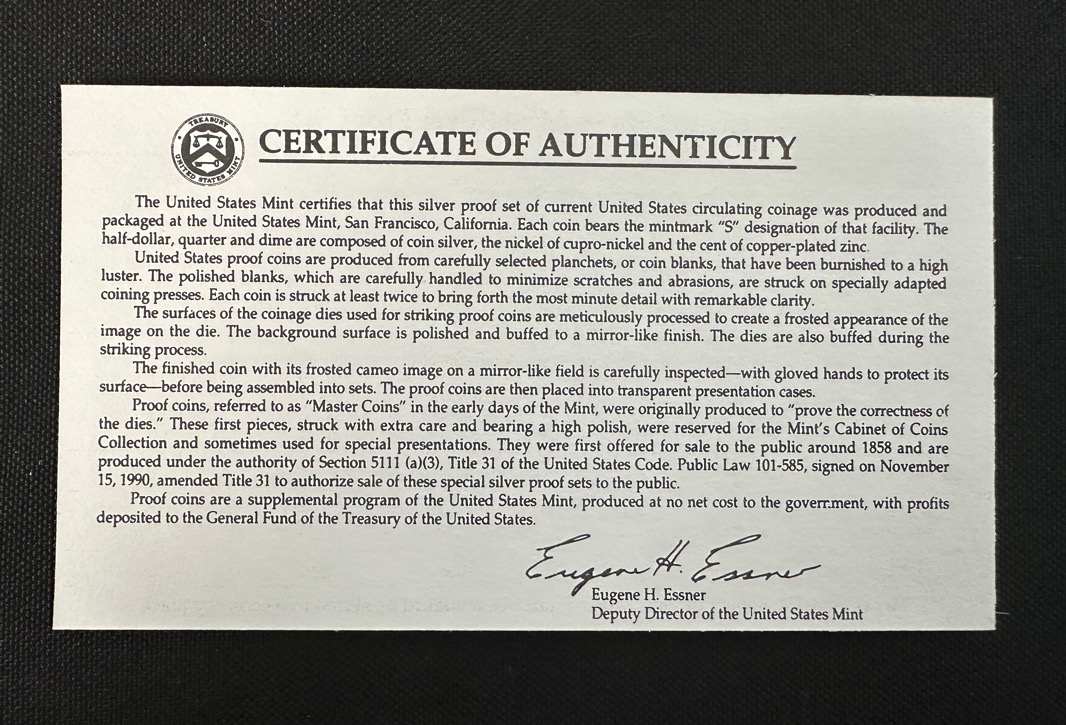 TREASURY
UNITED STATES MINT
CERTIFICATE OF AUTHENTICITY
The United States Mint certifies that this silver proof set of current United States circulating coinage was produced and
packaged at the United States Mint, San Francisco, California. Each coin bears the mintmark “S” designation of that facility. The
half-dollar, quarter and dime are composed of coin silver, the nickel of cupro-nickel and the cent of copper-plated zinc.
United States proof coins are produced from carefully selected planchets, or coin blanks, that have been burnished to a high
luster. The polished blanks, which are carefully handled to minimize scratches and abrasions, are struck on specially adapted
coining presses. Each coin is struck at least twice to bring forth the most minute detail with remarkable clarity.
The surfaces of the coinage dies used for striking proof coins are meticulously processed to create a frosted appearance of the
image on the die. The background surface is polished and buffed to a mirror-like finish. The dies are also buffed during the
striking process.
The finished coin with its frosted cameo image on a mirror-like field is carefully inspected—with gloved hands to protect its
surface—before being assembled into sets. The proof coins are then placed into transparent presentation cases.
Proof coins, referred to as “Master Coins” in the early days of the Mint, were originally produced to “prove the correctness of
the dies.” These first pieces, struck with extra care and bearing a high polish, were reserved for the Mint’s Cabinet of Coins
Collection and sometimes used for special presentations. They were first offered for sale to the public around 1858 and are
produced under the authority of Section 5111 (a)(3), Title 31 of the United States Code. Public Law 101-585, signed on November
15, 1990, amended Title 31 to authorize sale of these special silver proof sets to the public.
Proof coins are a supplemental program of the United States Mint, produced at no net cost to the government, with profits
deposited to the General Fund of the Treasury of the United States.
Eugene H. Essner
Eugene H. Essner
Deputy Director of the United States Mint